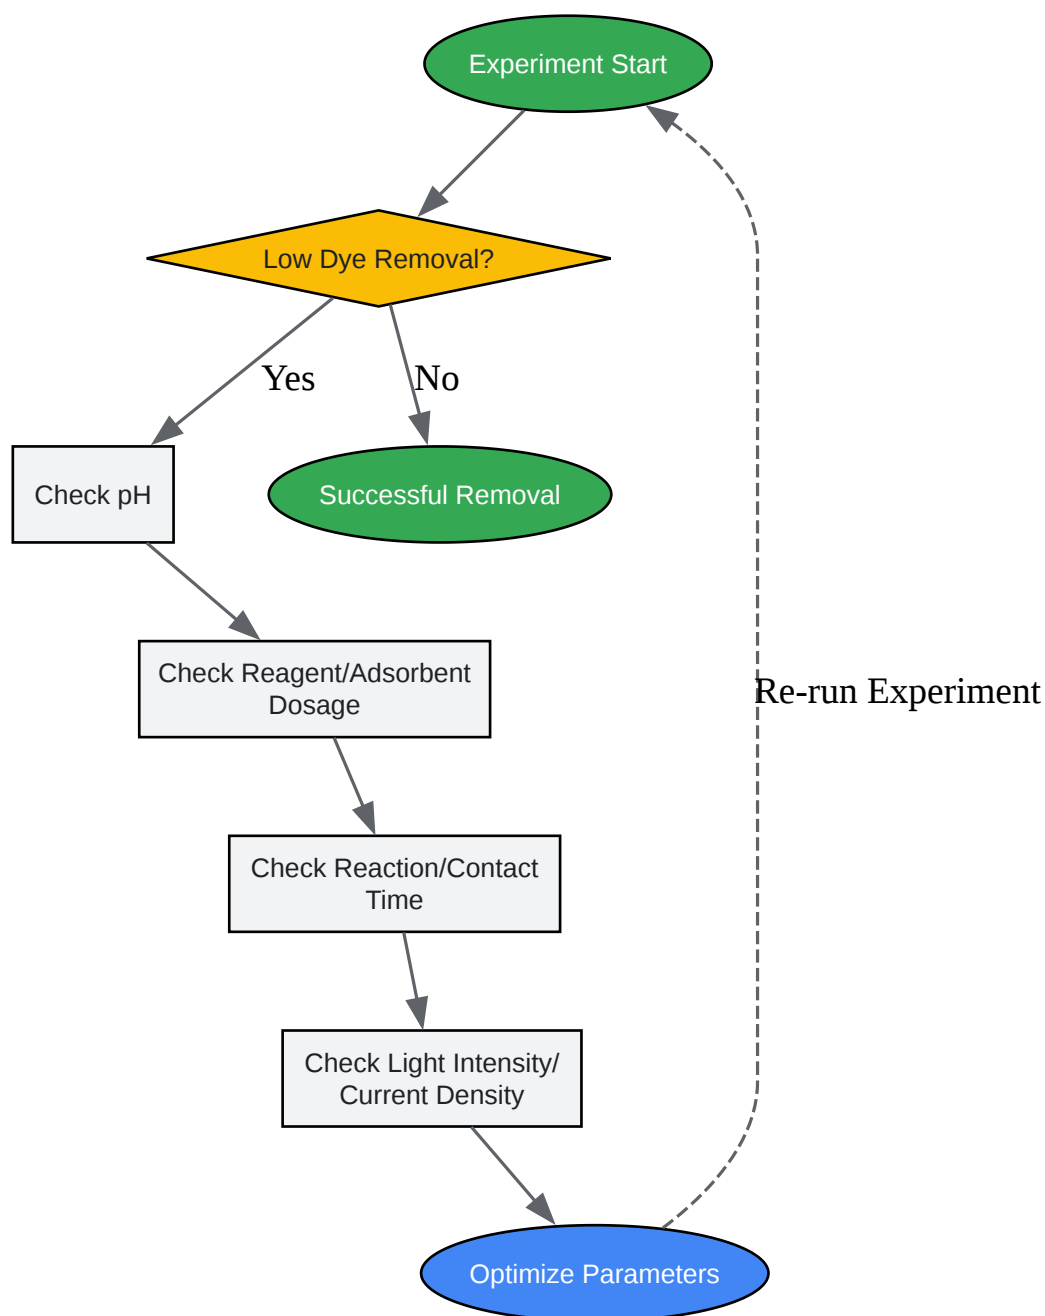 Experiment Start
Low Dye Removal?
Yes
No
Check pH
Successful Removal
Check Reagent/Adsorbent
Dosage
Re-run Experiment
Check Reaction/Contact
Time
Check Light Intensity/
Current Density
Optimize Parameters